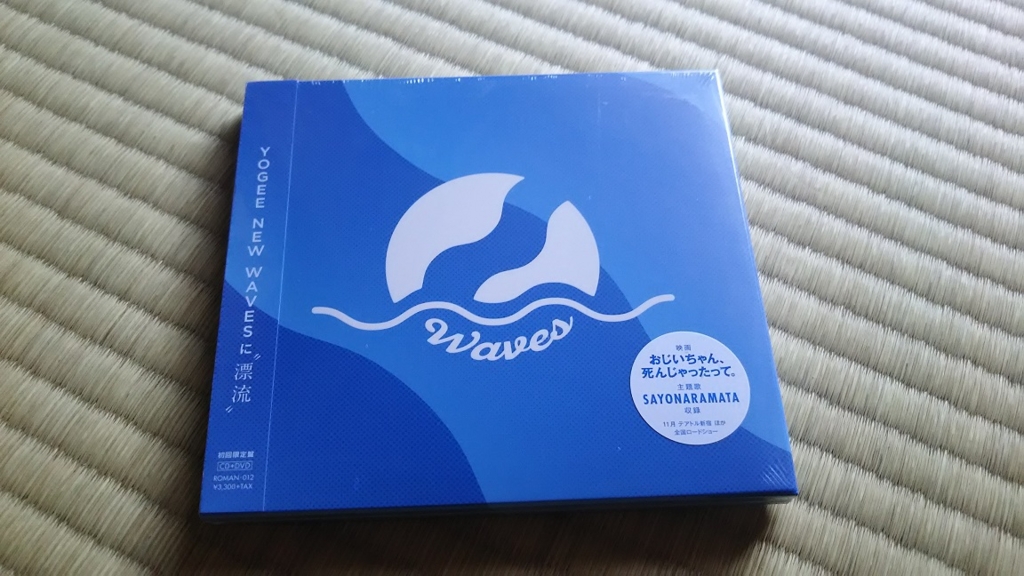 YOGEE NEW WAVESに“漂流”
初回限定盤
CD+DVD
ROMAN-012
¥3,300+TAX
Waves
映画
おじいちゃん、
死んじゃったって。
主題歌
SAYONARAMATA
収録
11月 テアトル新宿 ほか
全国ロードショー